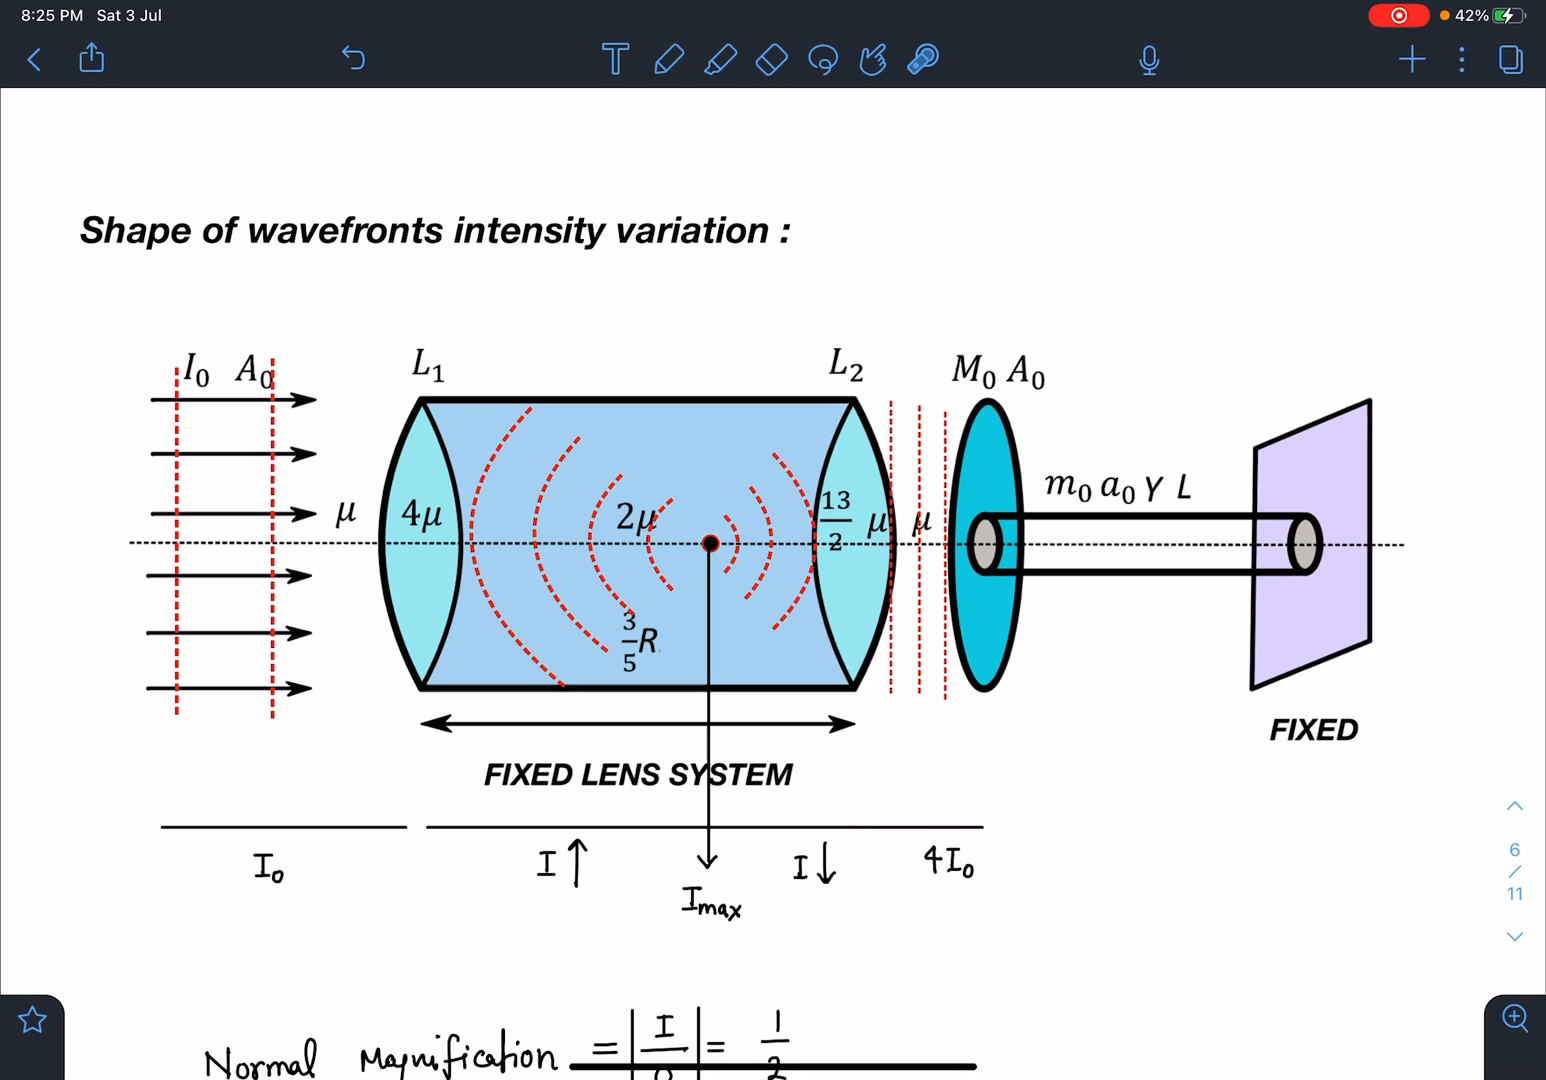 8:25 PM Sat 3 Jul
42%
T
Shape of wavefronts intensity variation :
I₀ A₀
L₁
L₂
M₀ A₀
μ
4μ
2μ
13/2 μ
μ
m₀ a₀ Y L
3/5 R
FIXED
FIXED LENS SYSTEM
I₀
I↑
I↓
4I₀
Imax
6
/
11
Normal Magnification = |I/O| = 1/2